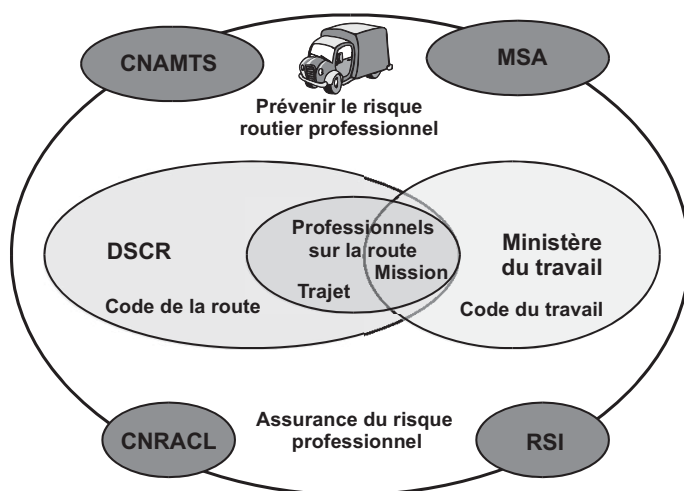 CNAMTS
MSA
Prévenir le risque
routier professionnel
Professionnels
sur la route
Mission
Trajet
DSCR
Code de la route
Ministère
du travail
Code du travail
CNRACL
Assurance du risque
professionnel
RSI